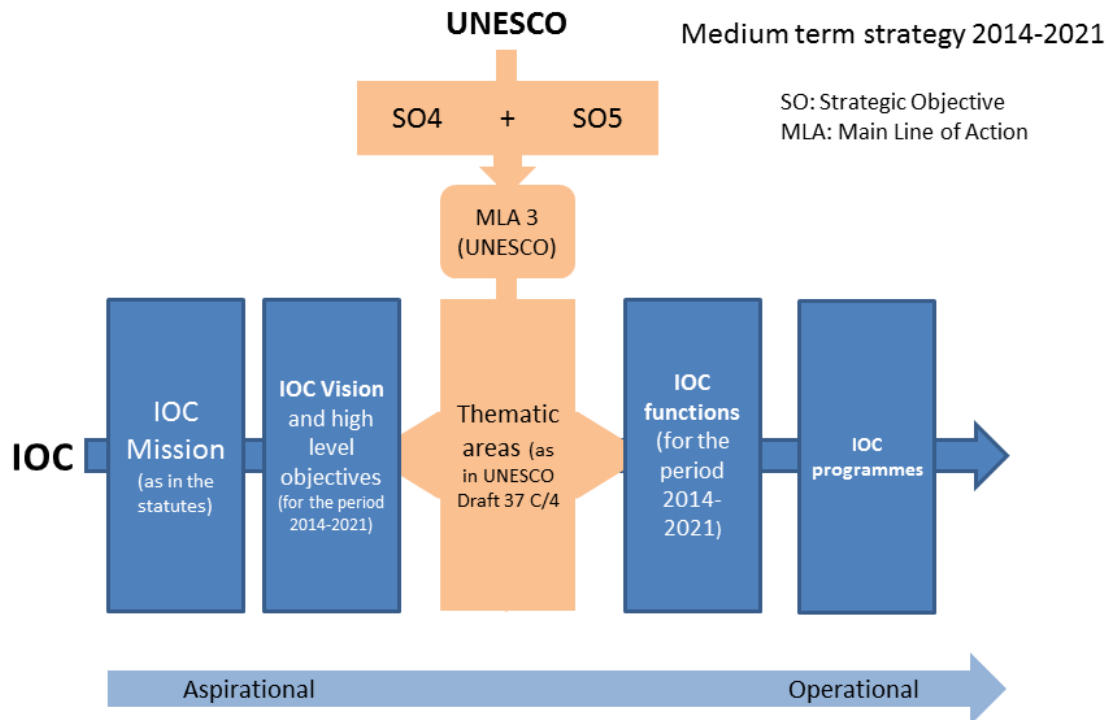 UNESCO
Medium term strategy 2014-2021
SO: Strategic Objective
MLA: Main Line of Action
SO4 + SO5
MLA 3
(UNESCO)
IOC
IOC
Mission
(as in the
statutes)
IOC Vision
and high
level
objectives
(for the period
2014-2021)
Thematic
areas (as
in UNESCO
Draft 37 C/4
IOC
functions
(for the
period
2014-
2021)
IOC
programmes
Aspirational
Operational